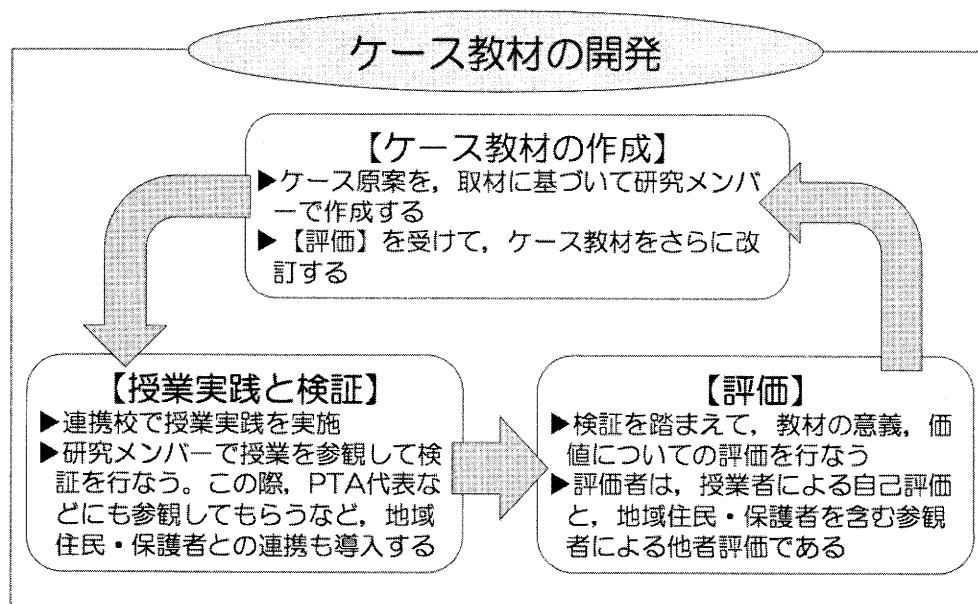 ケース教材の開発
【ケース教材の作成】
▶ケース原案を，取材に基づいて研究メンバ
ーで作成する
▶【評価】を受けて，ケース教材をさらに改
訂する
【授業実践と検証】
▶連携校で授業実践を実施
▶研究メンバーで授業を参観して検
証を行なう。この際，PTA代表な
どにも参観してもらうなど，地域
住民・保護者との連携も導入する
【評価】
▶検証を踏まえて，教材の意義，価
値についての評価を行なう
▶評価者は，授業者による自己評価
と，地域住民・保護者を含む参観
者による他者評価である